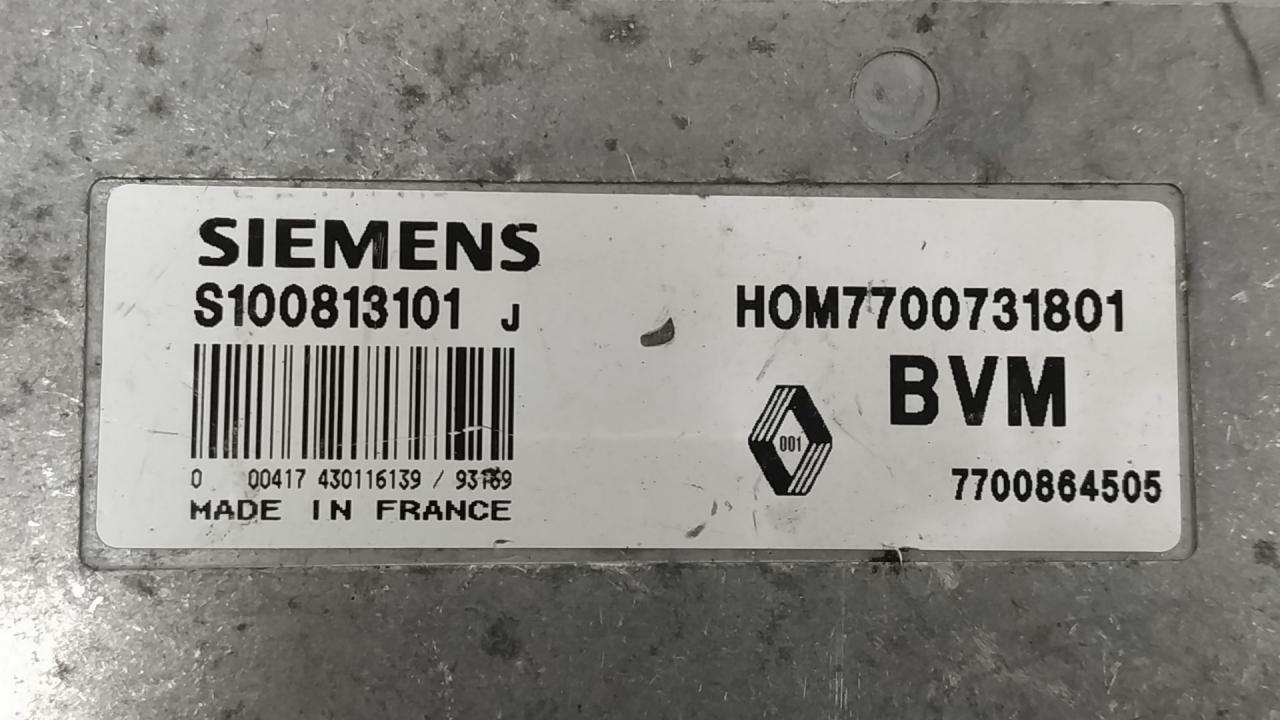 SIEMENS
S100813101 J
0 00417 430116139 / 93169
MADE IN FRANCE
HOM7700731801
BVM
001
7700864505